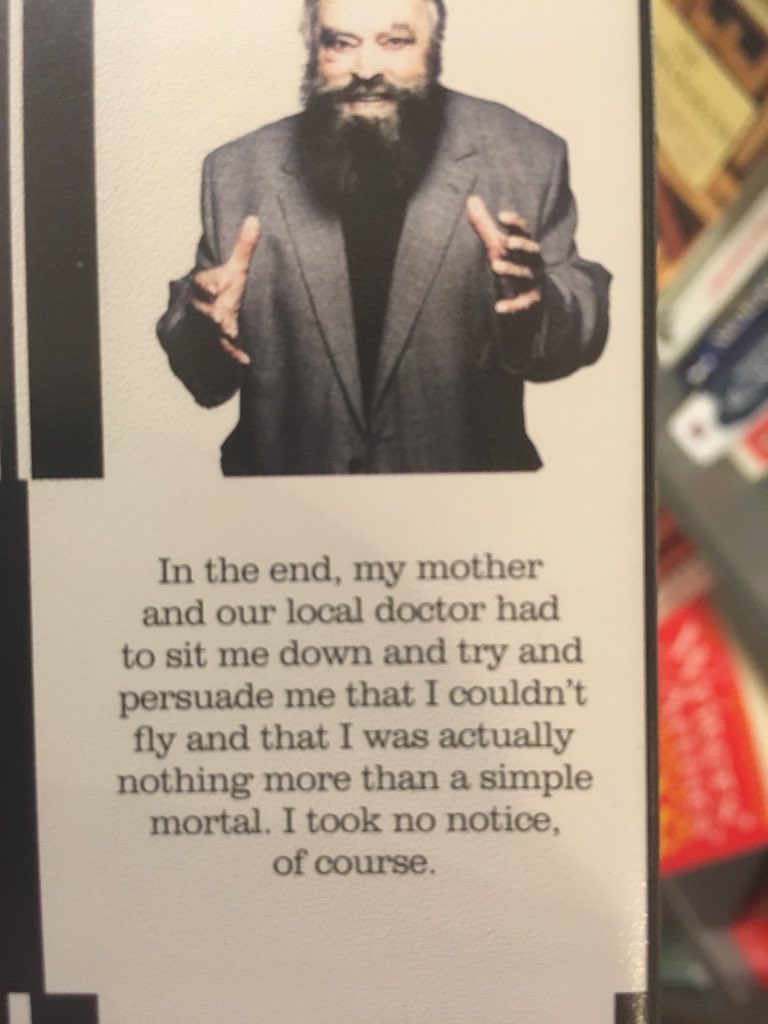 In the end, my mother
and our local doctor had
to sit me down and try and
persuade me that I couldn't
fly and that I was actually
nothing more than a simple
mortal. I took no notice,
of course.